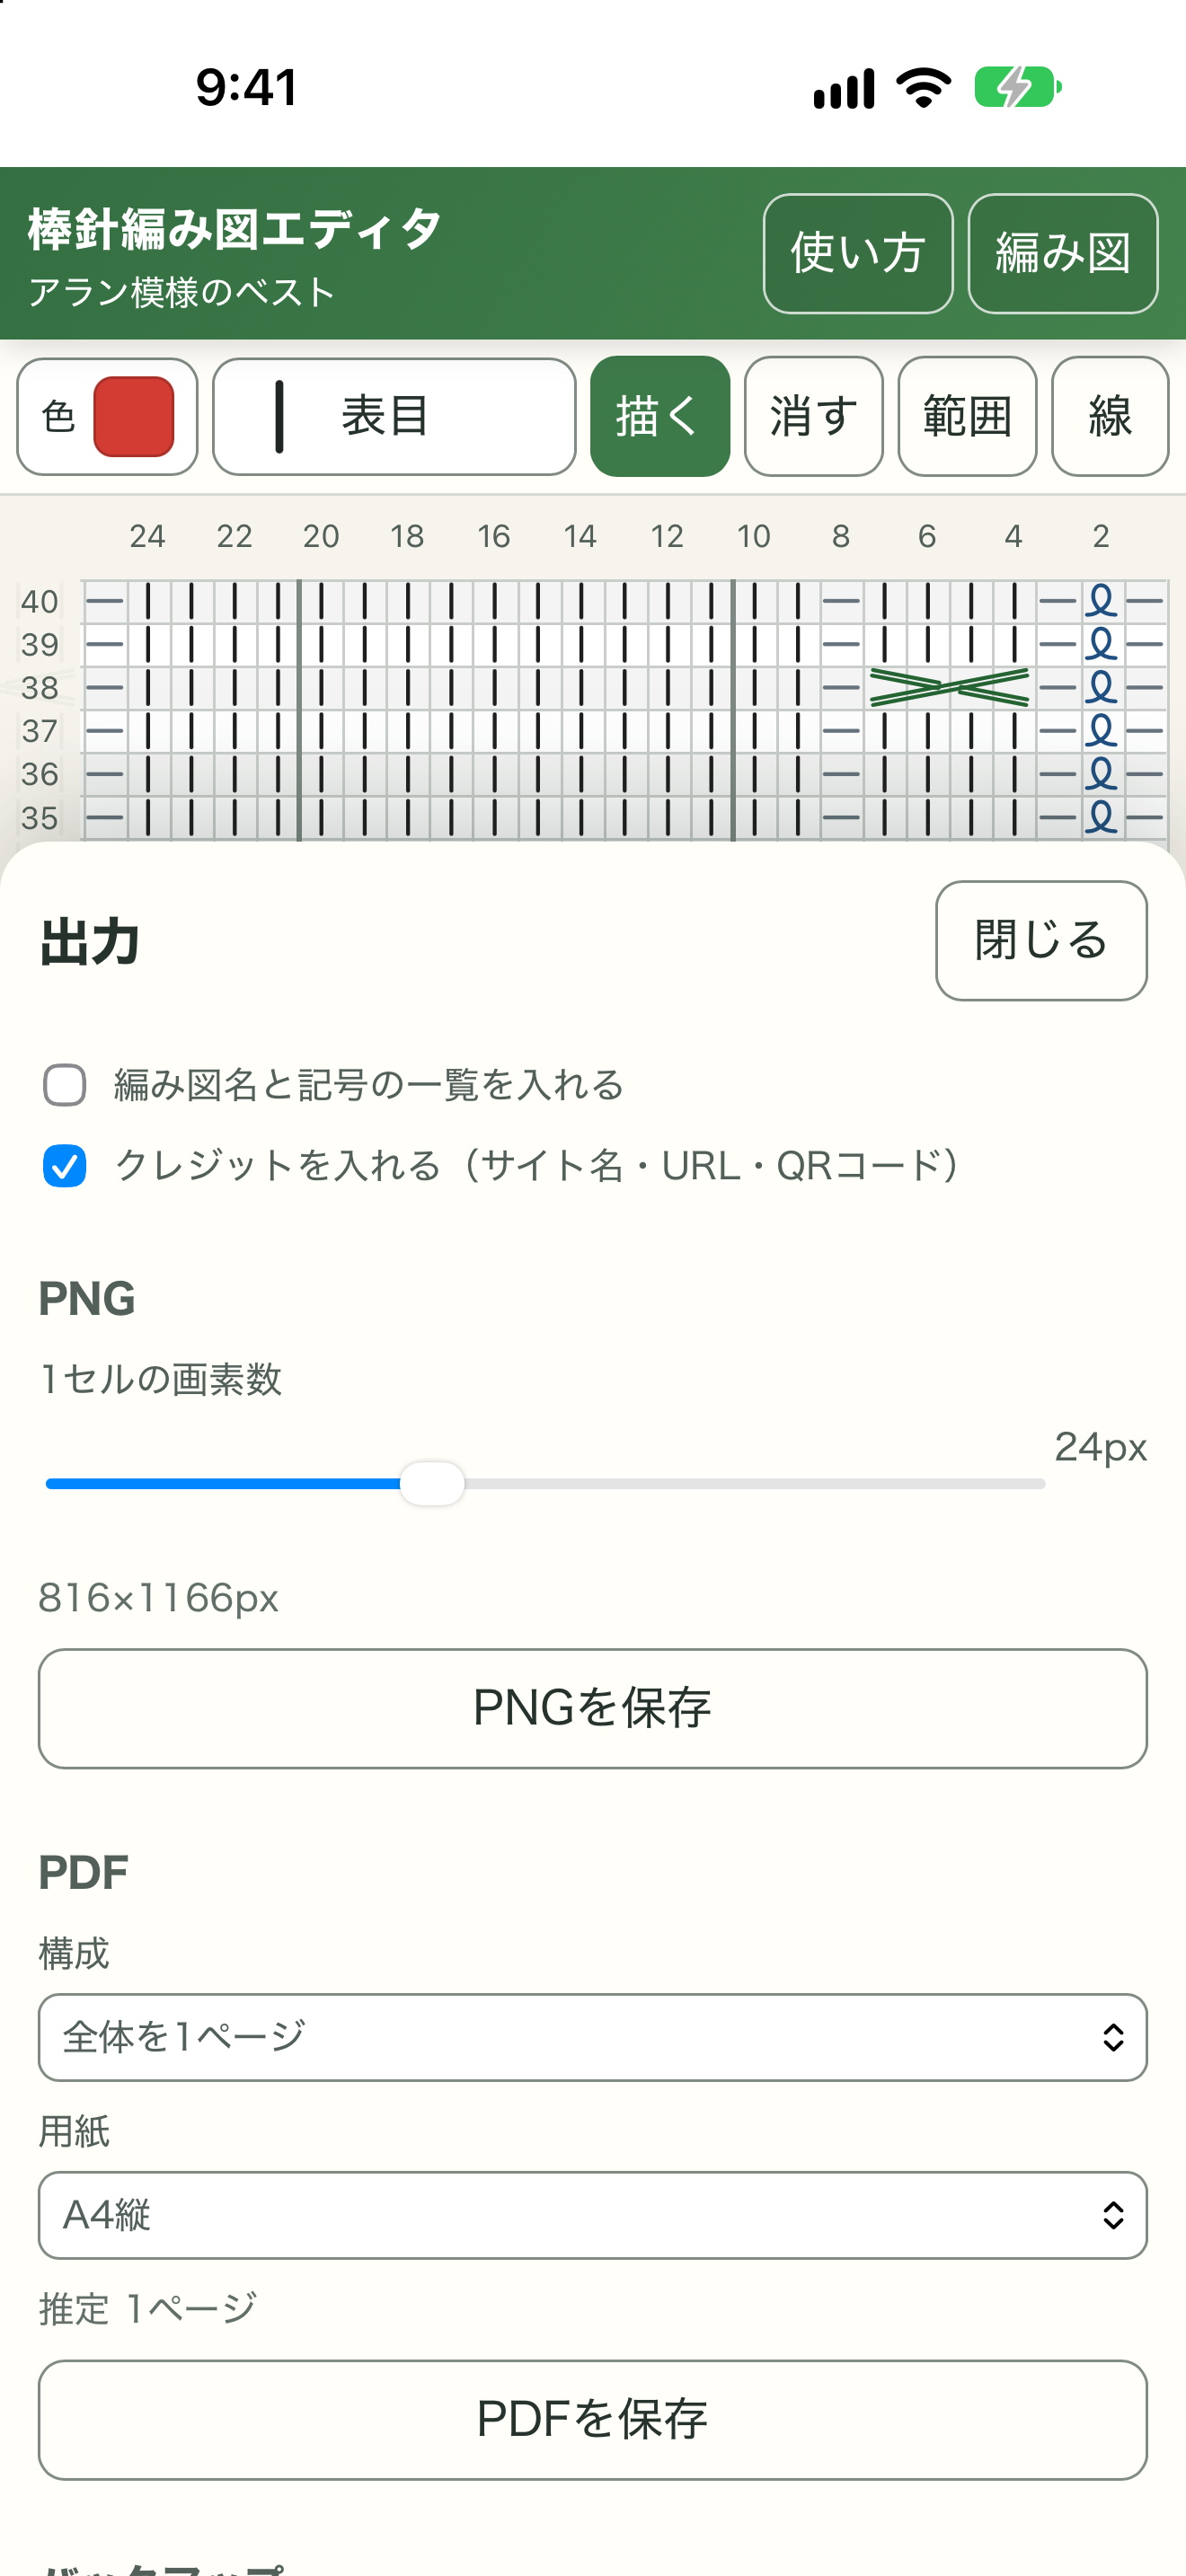 9:41
棒針編み図エディタ
アラン模様のベスト
使い方
編み図
色
表目
描く
消す
範囲
線
24 22 20 18 16 14 12 10 8 6 4 2
40
39
38
37
36
35
出力
閉じる
編み図名と記号の一覧を入れる
クレジットを入れる（サイト名・URL・QRコード）
PNG
1セルの画素数
24px
816×1166px
PNGを保存
PDF
構成
全体を1ページ
用紙
A4縦
推定 1ページ
PDFを保存
バックアップ